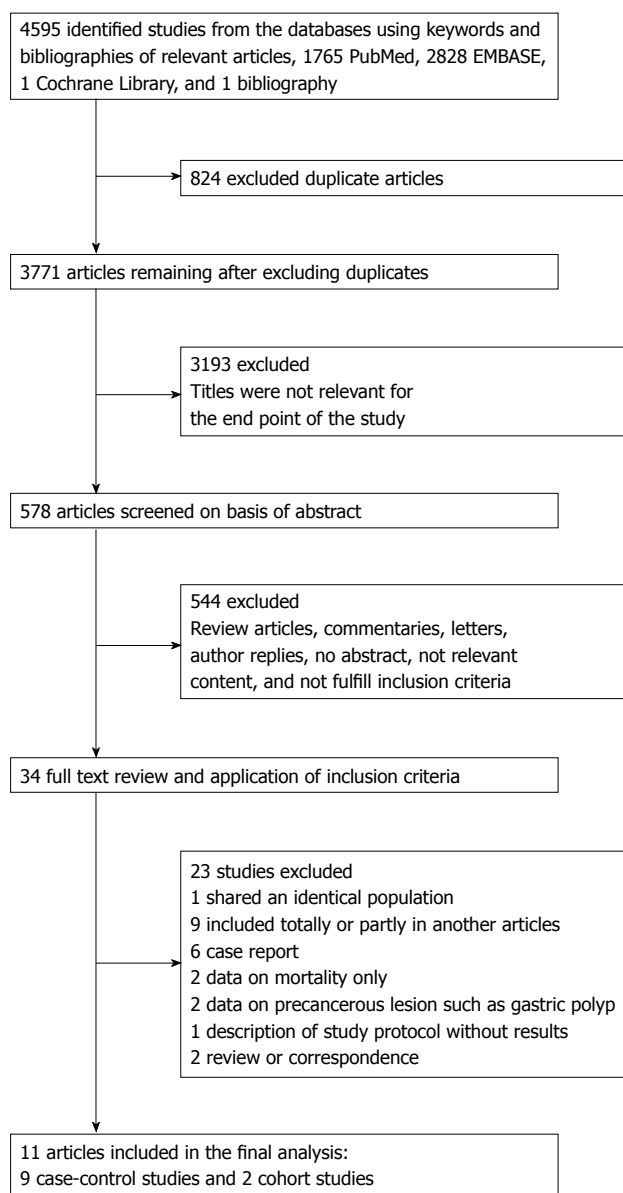 4595 identified studies from the databases using keywords and
bibliographies of relevant articles, 1765 PubMed, 2828 EMBASE,
1 Cochrane Library, and 1 bibliography
824 excluded duplicate articles
3771 articles remaining after excluding duplicates
3193 excluded
Titles were not relevant for
the end point of the study
578 articles screened on basis of abstract
544 excluded
Review articles, commentaries, letters,
author replies, no abstract, not relevant
content, and not fulfill inclusion criteria
34 full text review and application of inclusion criteria
23 studies excluded
1 shared an identical population
9 included totally or partly in another articles
6 case report
2 data on mortality only
2 data on precancerous lesion such as gastric polyp
1 description of study protocol without results
2 review or correspondence
11 articles included in the final analysis:
9 case-control studies and 2 cohort studies